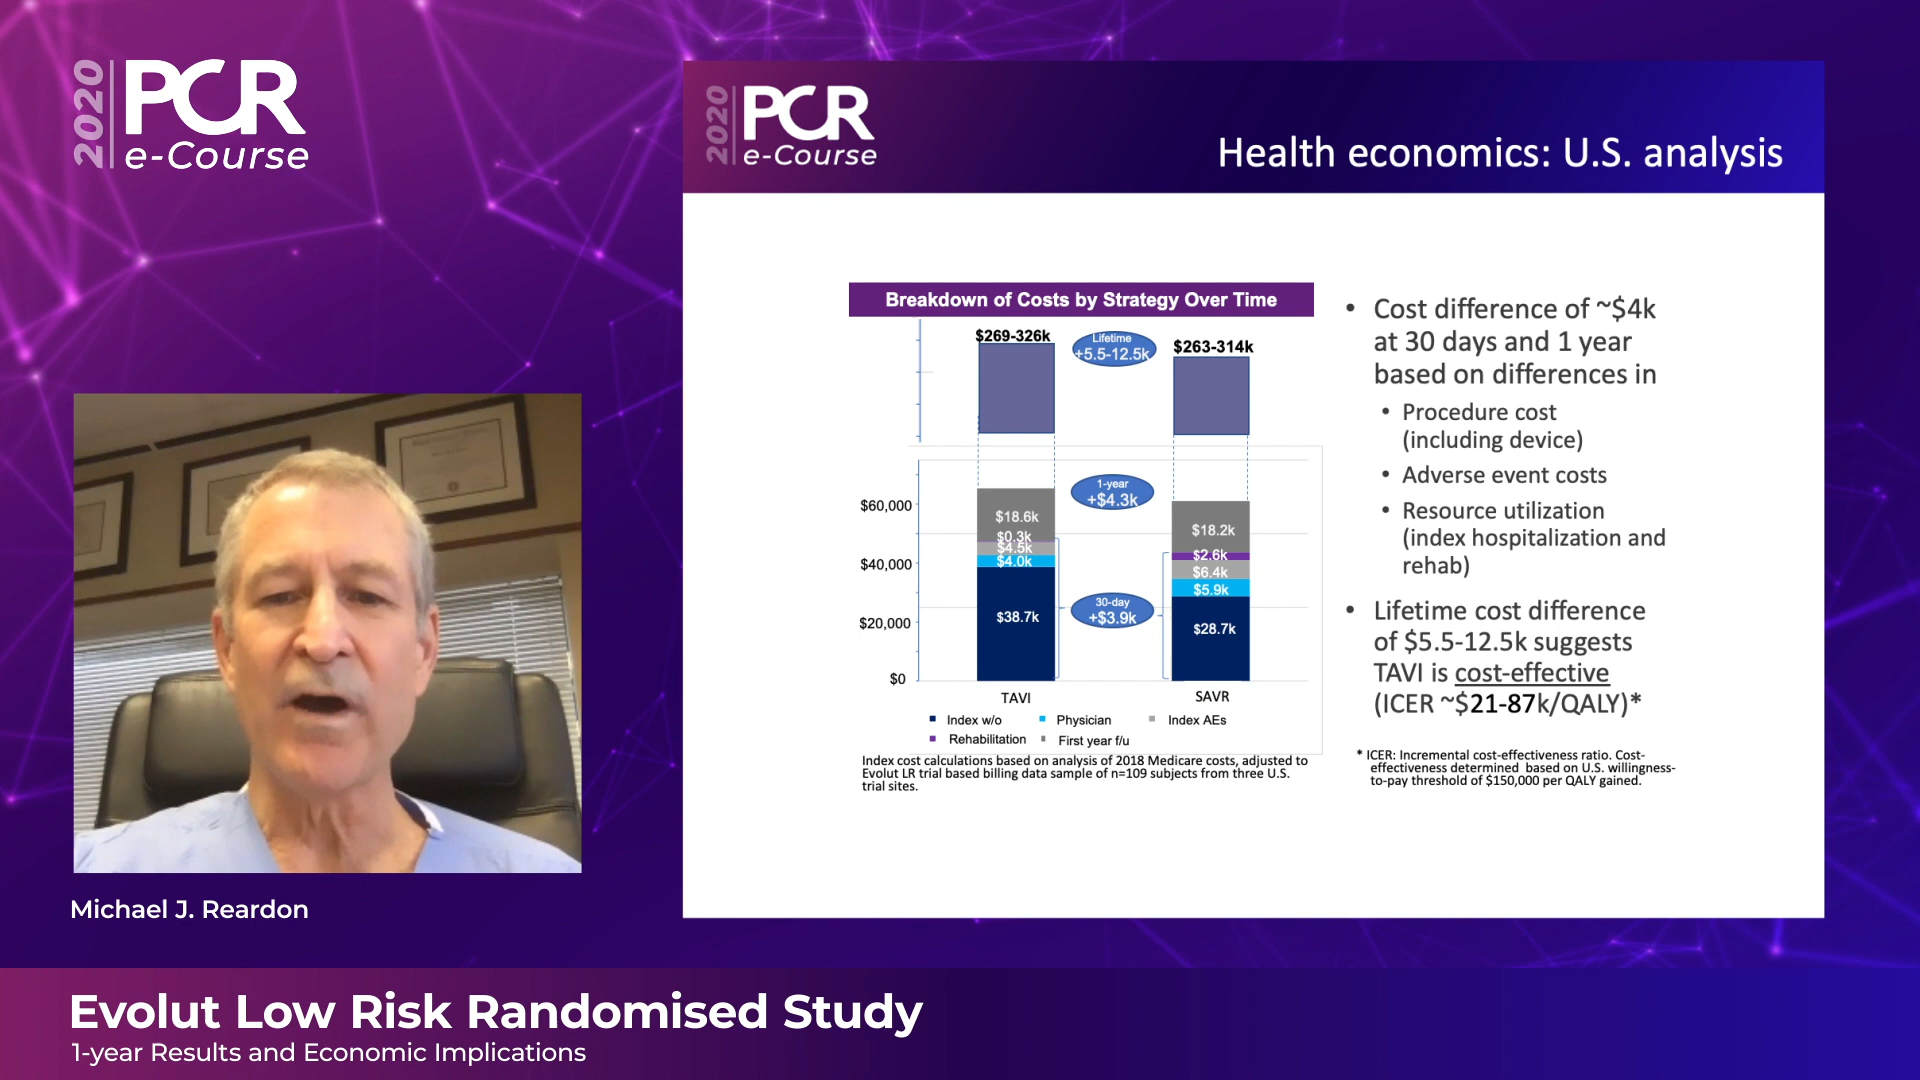 2020
PCR
e-Course
2020
PCR
e-Course
Health economics: U.S. analysis
Breakdown of Costs by Strategy Over Time
$269-326k
Lifetime
+5.5-12.5k
$263-314k
1-year
+$4.3k
$60,000
$18.6k
$18.2k
$0.3k
$4.5k
$2.6k
$40,000
$4.0k
$6.4k
$5.9k
30-day
+$3.9k
$20,000
$38.7k
$28.7k
$0
TAVI
SAVR
Index w/o
Physician
Index AEs
Rehabilitation
First year f/u
Index cost calculations based on analysis of 2018 Medicare costs, adjusted to
Evolut LR trial based billing data sample of n=109 subjects from three U.S.
trial sites.
• Cost difference of ~$4k
at 30 days and 1 year
based on differences in
• Procedure cost
(including device)
• Adverse event costs
• Resource utilization
(index hospitalization and
rehab)
• Lifetime cost difference
of $5.5-12.5k suggests
TAVI is cost-effective
(ICER ~$21-87k/QALY)*
* ICER: Incremental cost-effectiveness ratio. Cost-
effectiveness determined based on U.S. willingness-
to-pay threshold of $150,000 per QALY gained.
Michael J. Reardon
Evolut Low Risk Randomised Study
1-year Results and Economic Implications